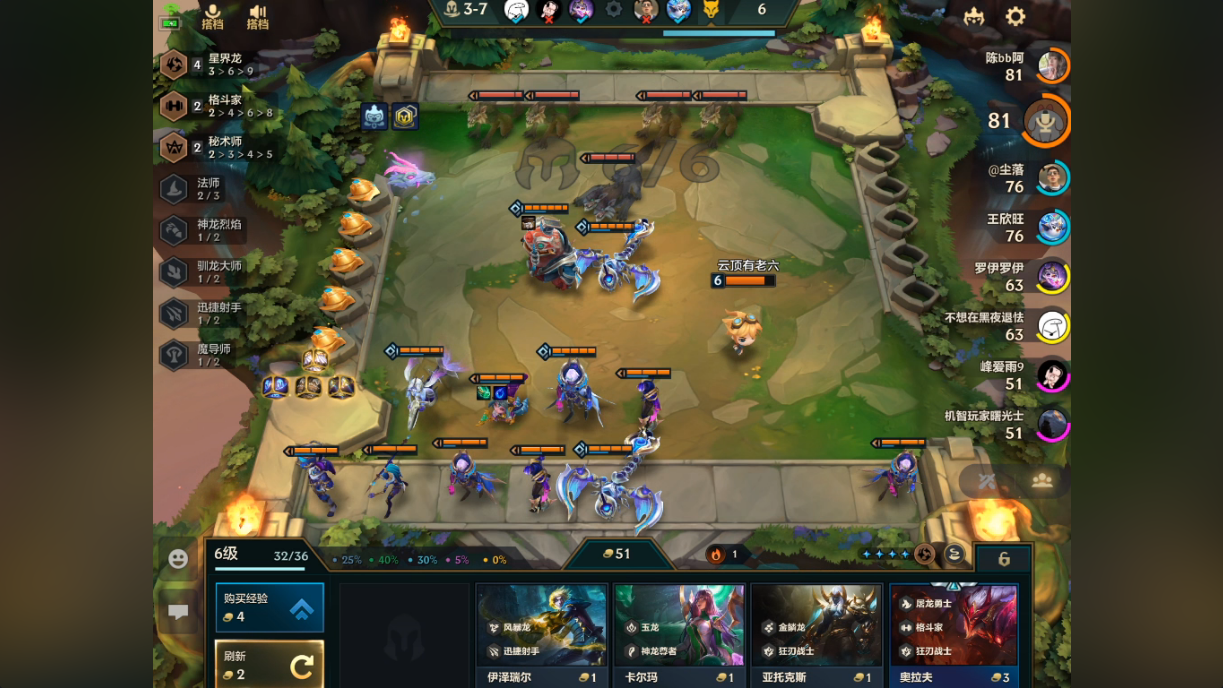 搭档
搭档
3-7
6
4 星界龙
3 > 6 > 9
2 格斗家
2 > 4 > 6 > 8
2 秘术师
2 > 3 > 4 > 5
法师
2 / 3
神龙烈焰
1 / 2
驯龙大师
1 / 2
迅捷射手
1 / 2
魔导师
1 / 2
6/6
云顶有老六
6
陈bb阿
81
81
@尘落
76
王欣旺
76
罗伊罗伊
63
不想在黑夜退怯
63
峰爱雨9
51
机智玩家曙光士
51
6级
32/36
25%
40%
30%
5%
0%
51
1
6
购买经验
4
刷新
2
风暴龙
迅捷射手
伊泽瑞尔
1
玉龙
神龙尊者
卡尔玛
1
金鳞龙
狂刃战士
亚托克斯
1
屠龙勇士
格斗家
狂刃战士
奥拉夫
3